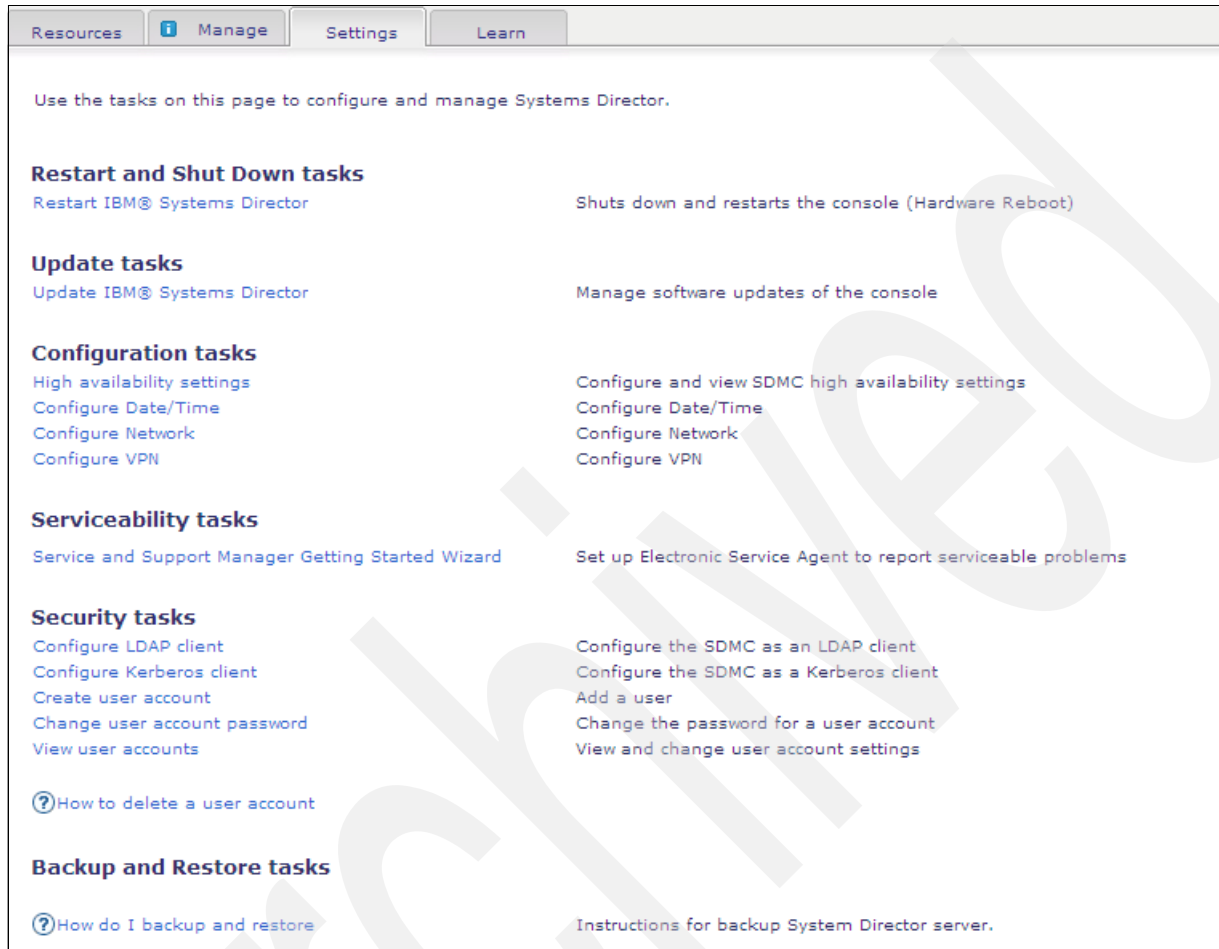 Resources Manage Settings Learn
Use the tasks on this page to configure and manage Systems Director.
Restart and Shut Down tasks
Restart IBM® Systems Director Shuts down and restarts the console (Hardware Reboot)
Update tasks
Update IBM® Systems Director Manage software updates of the console
Configuration tasks
High availability settings Configure and view SDMC high availability settings
Configure Date/Time Configure Date/Time
Configure Network Configure Network
Configure VPN Configure VPN
Serviceability tasks
Service and Support Manager Getting Started Wizard Set up Electronic Service Agent to report serviceable problems
Security tasks
Configure LDAP client Configure the SDMC as an LDAP client
Configure Kerberos client Configure the SDMC as a Kerberos client
Create user account Add a user
Change user account password Change the password for a user account
View user accounts View and change user account settings
How to delete a user account
Backup and Restore tasks
How do I backup and restore Instructions for backup System Director server.
Archived